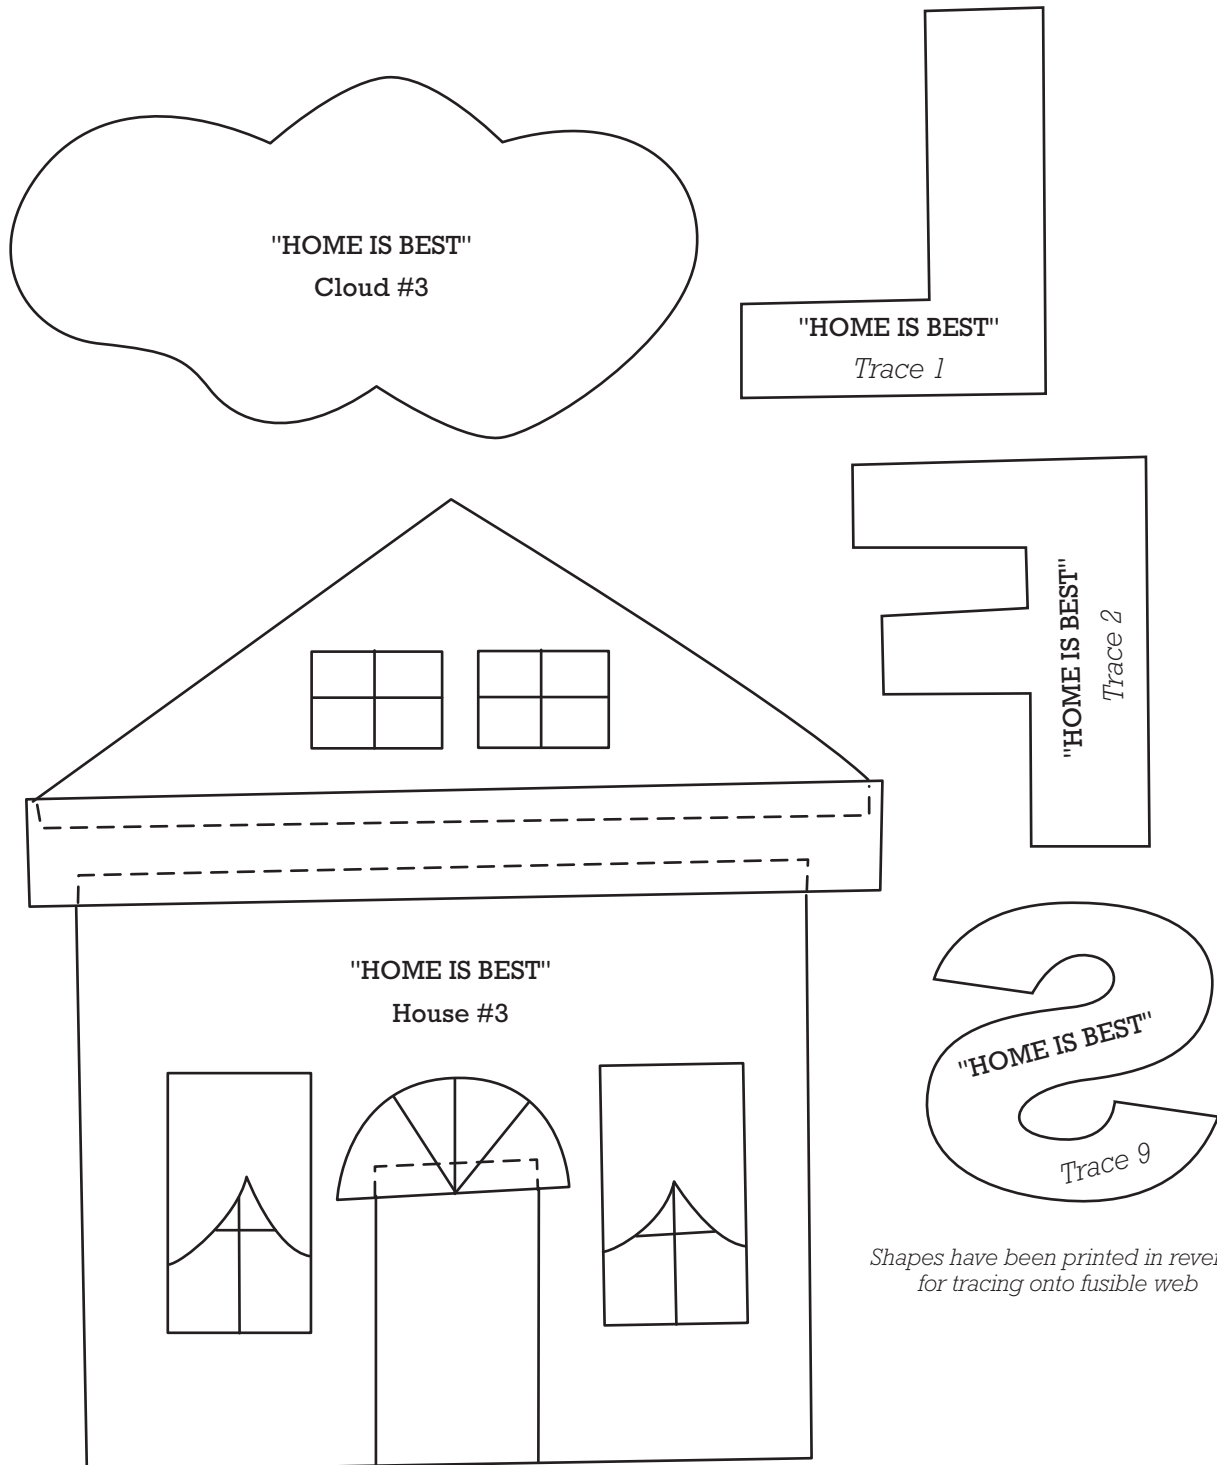 "HOME IS BEST"
Cloud #3
"HOME IS BEST"
Trace 1
"HOME IS BEST"
Trace 2
"HOME IS BEST"
House #3
"HOME IS BEST"
Trace 9
Shapes have been printed in rever
for tracing onto fusible web